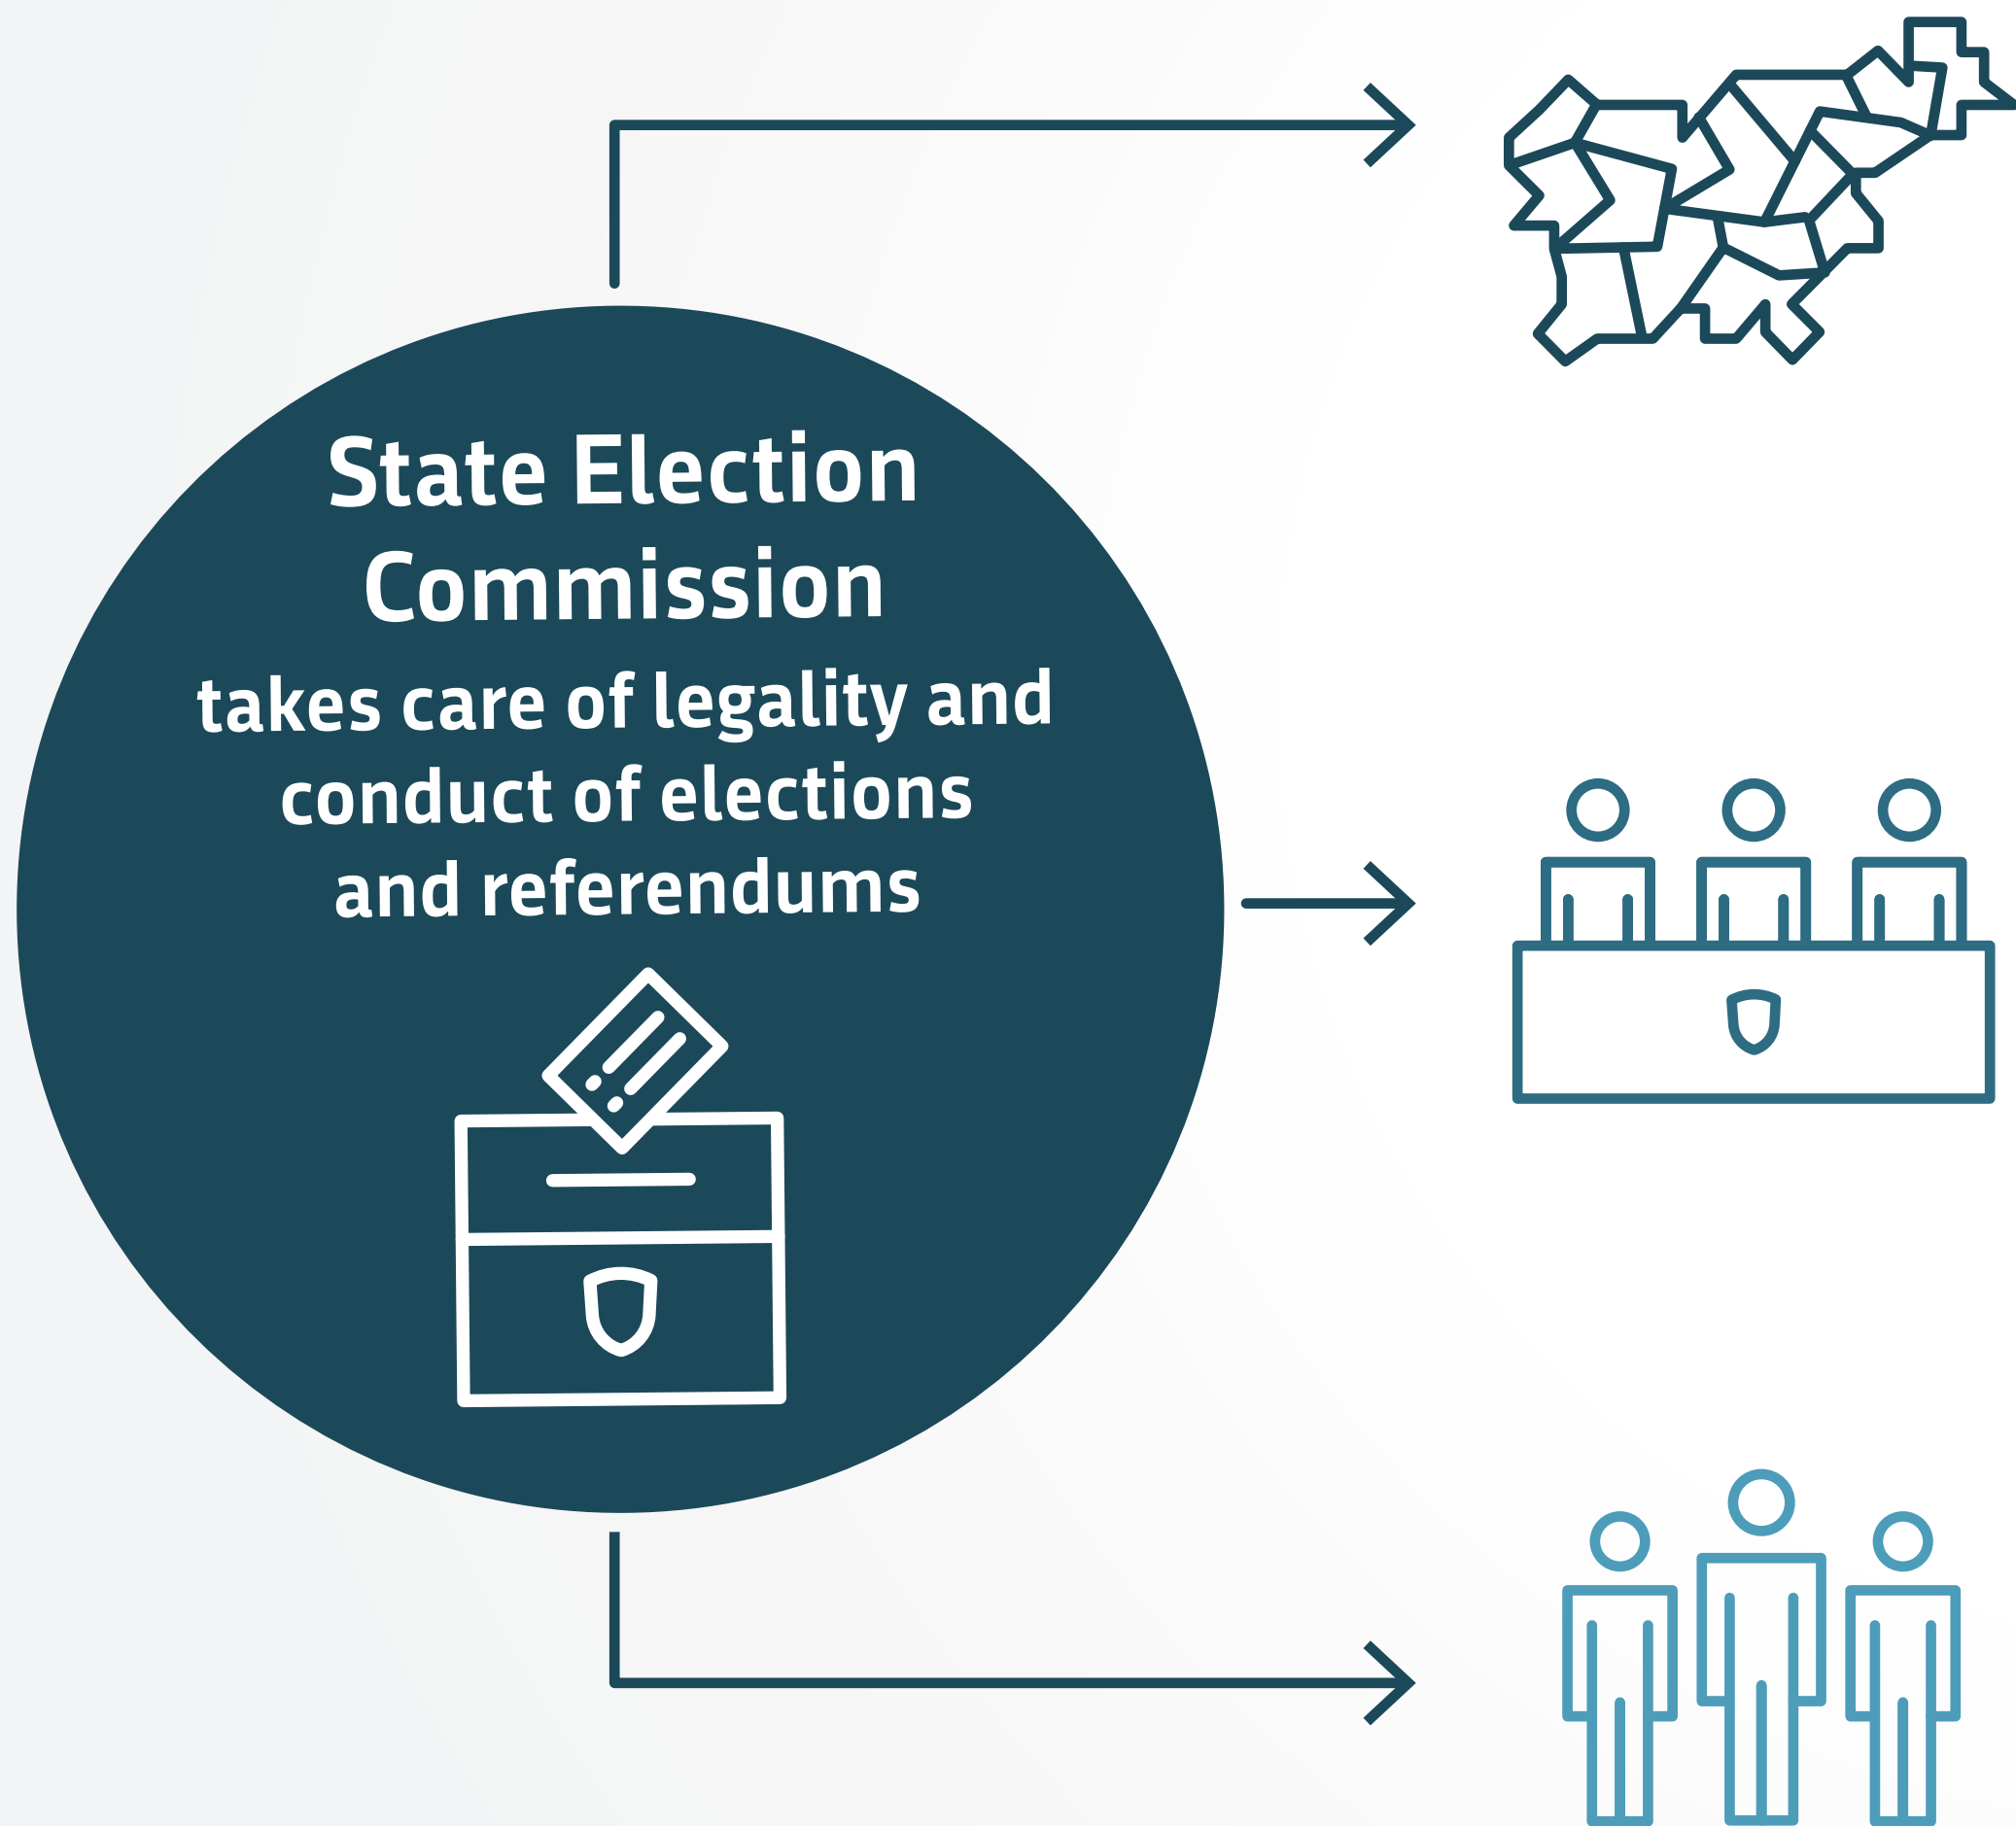 State Election
Commission
takes care of legality and
conduct of elections
and referendums